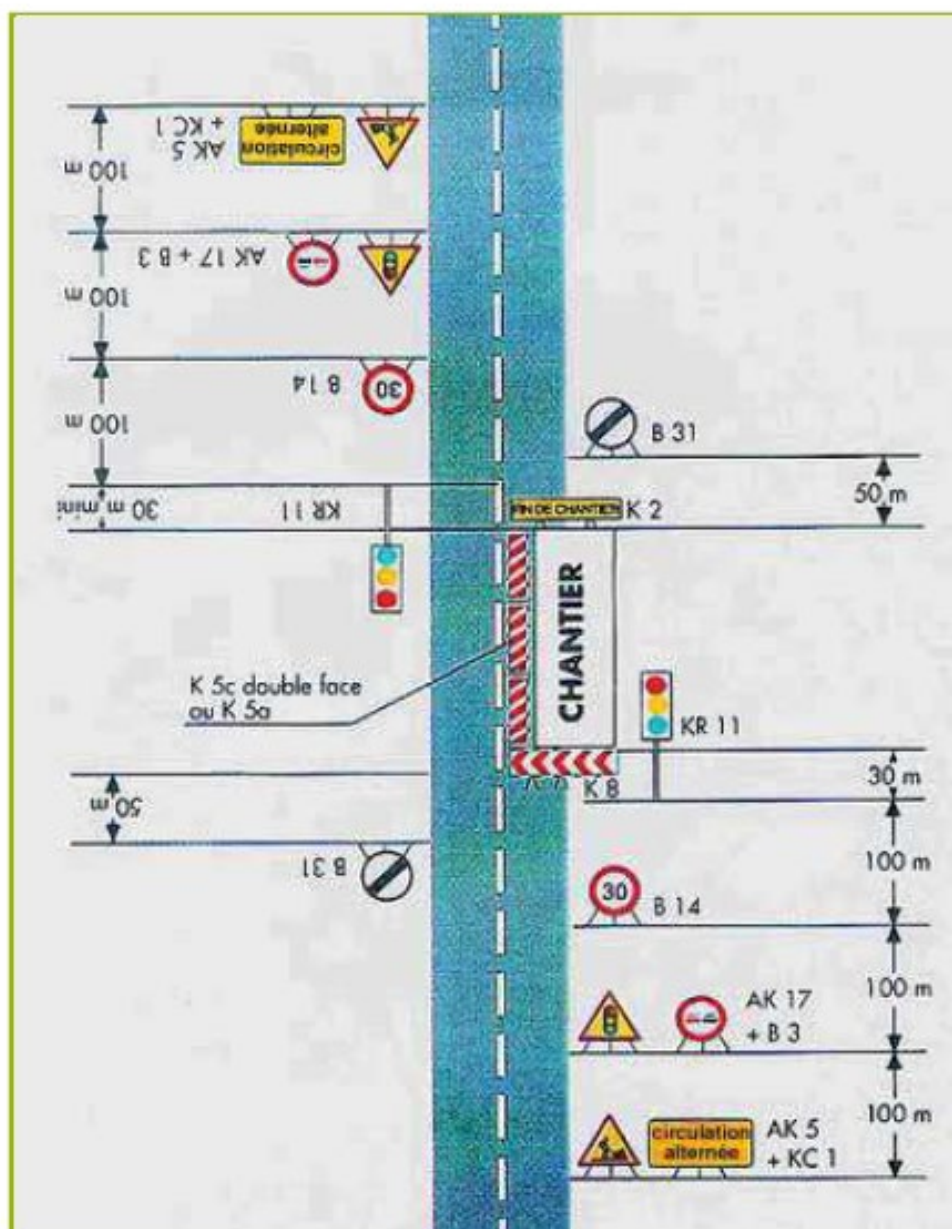 100 m
AK 5
+ KC 1
circulation
alternée
100 m
AK 17 + B 3
100 m
B 14
30
B 31
50 m
30 m mini
KR 11
FIN DE CHANTIER
K 2
CHANTIER
K 5c double face
ou K 5a
KR 11
30 m
K 8
50 m
B 31
100 m
30
B 14
100 m
AK 17
+ B 3
100 m
circulation
alternée
AK 5
+ KC 1